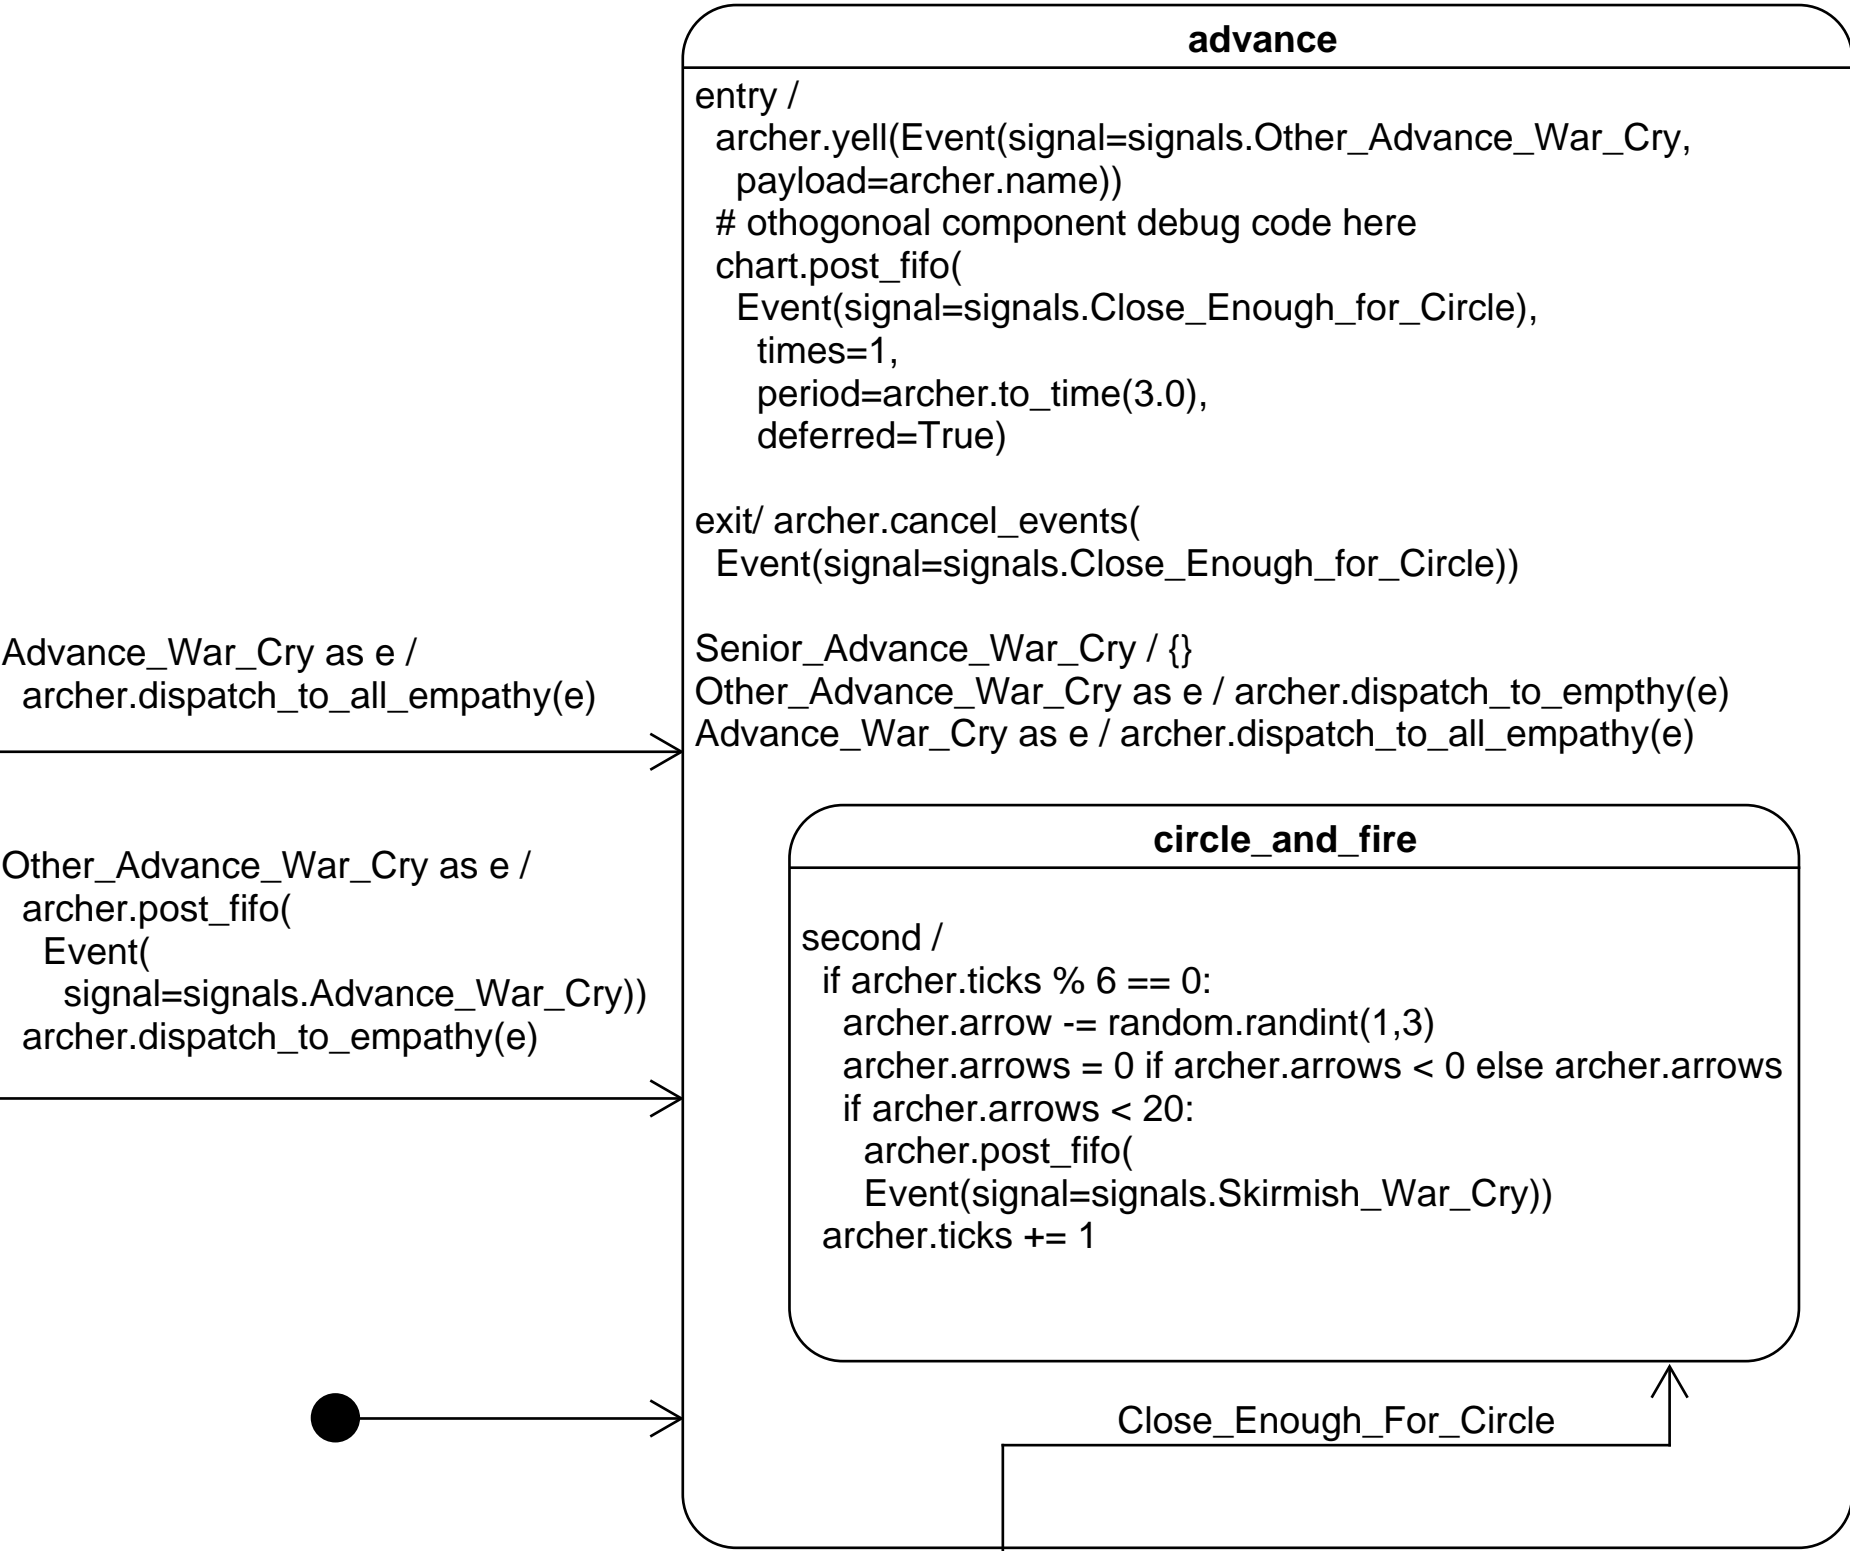 advance
entry /
archer.yell(Event(signal=signals.Other_Advance_War_Cry,
payload=archer.name))
# othogonoal component debug code here
chart.post_fifo(
Event(signal=signals.Close_Enough_for_Circle),
times=1,
period=archer.to_time(3.0),
deferred=True)
exit/ archer.cancel_events(
Event(signal=signals.Close_Enough_for_Circle))
Senior_Advance_War_Cry / {}
Other_Advance_War_Cry as e / archer.dispatch_to_empthy(e)
Advance_War_Cry as e / archer.dispatch_to_all_empathy(e)
Advance_War_Cry as e /
archer.dispatch_to_all_empathy(e)
Other_Advance_War_Cry as e /
archer.post_fifo(
Event(
signal=signals.Advance_War_Cry))
archer.dispatch_to_empathy(e)
circle_and_fire
second /
if archer.ticks % 6 == 0:
archer.arrow -= random.randint(1,3)
archer.arrows = 0 if archer.arrows < 0 else archer.arrows
if archer.arrows < 20:
archer.post_fifo(
Event(signal=signals.Skirmish_War_Cry))
archer.ticks += 1
Close_Enough_For_Circle